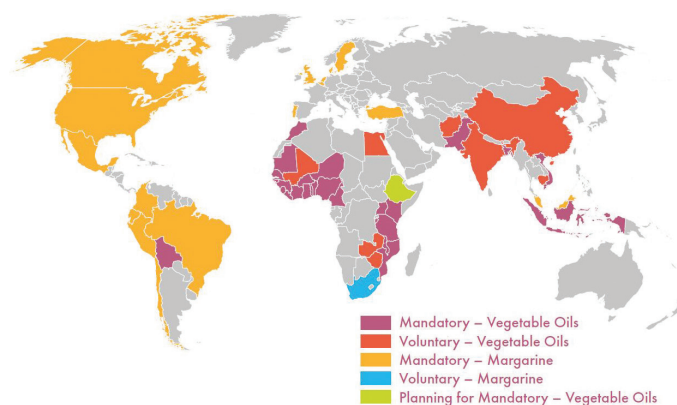 Mandatory – Vegetable Oils
Voluntary – Vegetable Oils
Mandatory – Margarine
Voluntary – Margarine
Planning for Mandatory – Vegetable Oils